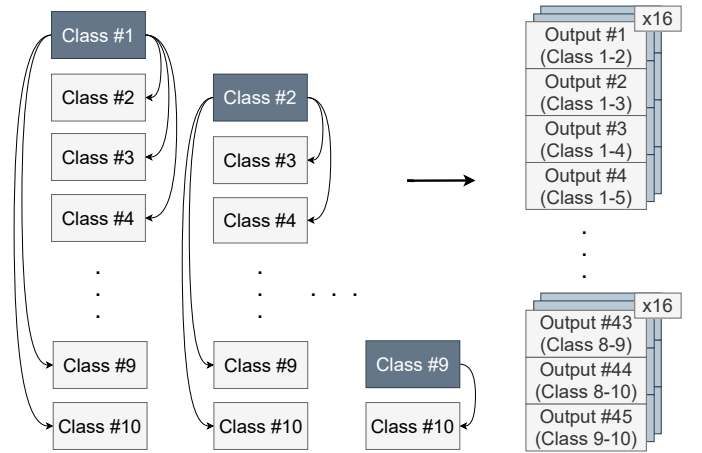 Class #1
Class #2
Class #3
Class #4
Class #9
Class #10
Class #2
Class #3
Class #4
Class #9
Class #10
Class #9
Class #10
x16
Output #1
(Class 1-2)
Output #2
(Class 1-3)
Output #3
(Class 1-4)
Output #4
(Class 1-5)
x16
Output #43
(Class 8-9)
Output #44
(Class 8-10)
Output #45
(Class 9-10)